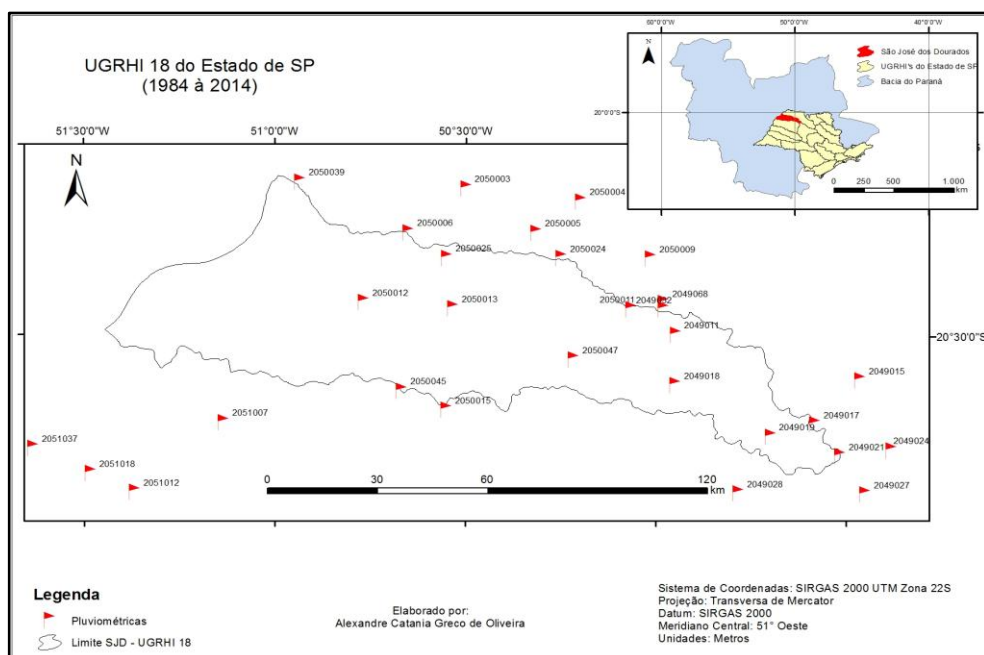 UGRHI 18 do Estado de SP
(1984 à 2014)
60°0'0"W
50°0'0"W
40°0'0"W
N
São José dos Dourados
UGRHI's do Estado de SP
Bacia do Paraná
20°0'0"S
0 250 500 1.000
km
51°30'0"W
51°0'0"W
50°30'0"W
N
2050039
2050003
2050004
2050006
2050005
2050025
2050024
2050009
2050012
2050013
2050011
2049068
2049011
20°30'0"S
2050047
2049018
2049015
2050045
2050015
2051007
2049017
2049019
2049021
2049024
2051037
2051018
2051012
2049028
2049027
0 30 60 120
km
Legenda
Pluviométricas
Limite SJD - UGRHI 18
Elaborado por:
Alexandre Catania Greco de Oliveira
Sistema de Coordenadas: SIRGAS 2000 UTM Zona 22S
Projeção: Transversa de Mercator
Datum: SIRGAS 2000
Meridiano Central: 51° Oeste
Unidades: Metros